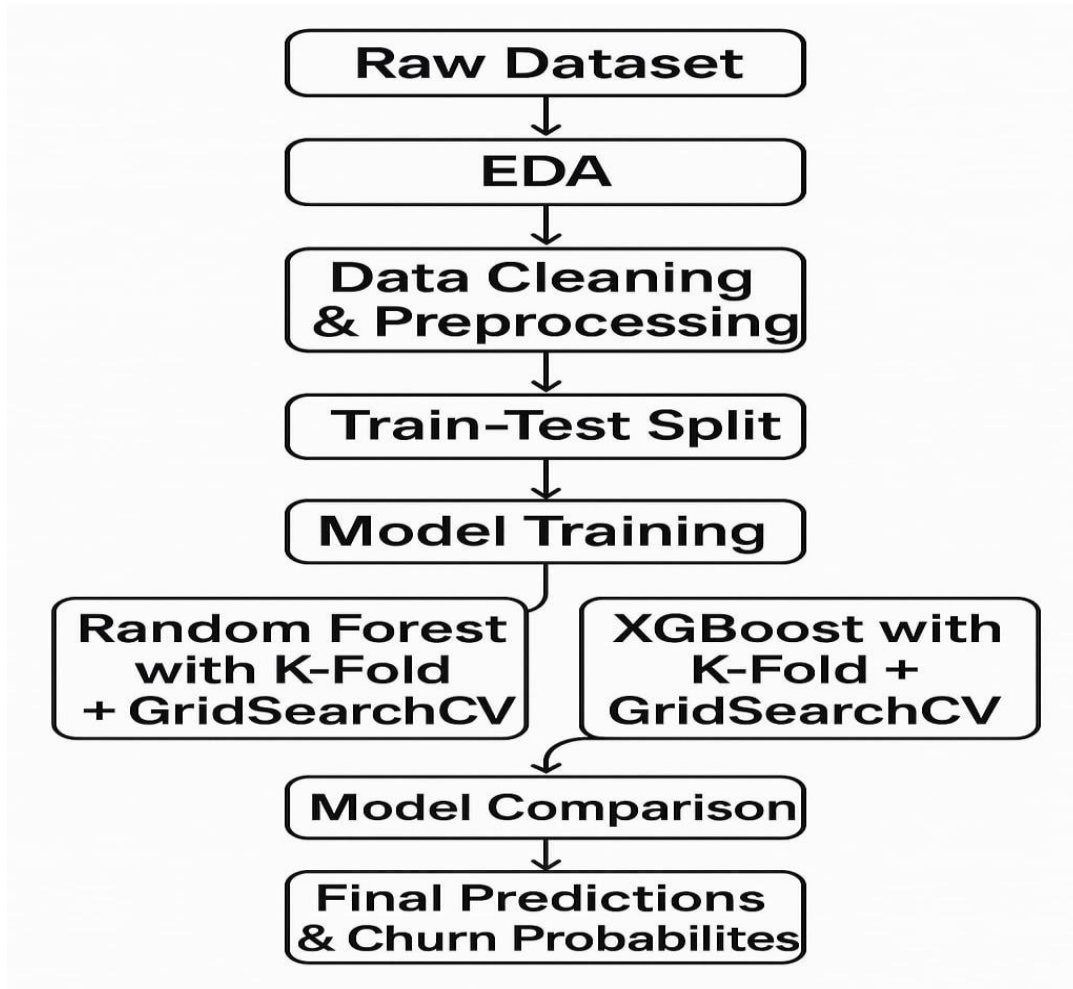 Raw Dataset
EDA
Data Cleaning
& Preprocessing
Train-Test Split
Model Training
Random Forest
with K-Fold
+ GridSearchCV
XGBoost with
K-Fold +
GridSearchCV
Model Comparison
Final Predictions
& Churn Probabilites